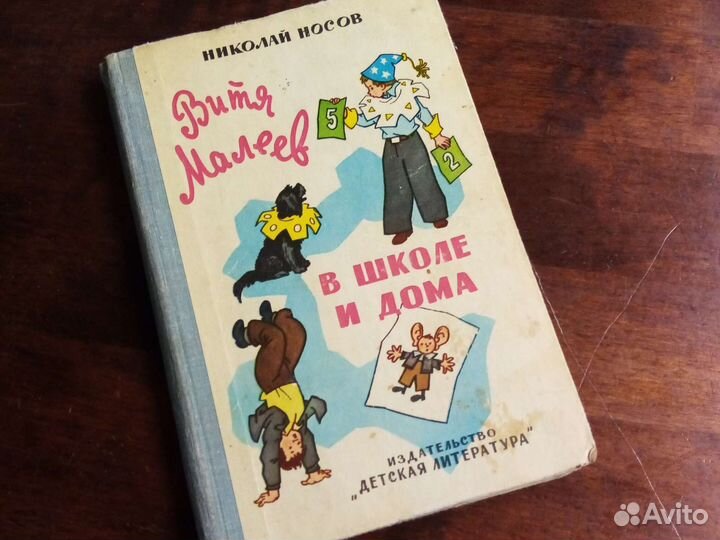 НИКОЛАЙ НОСОВ
Витя
Малеев
5
2
В ШКОЛЕ
И ДОМА
ИЗДАТЕЛЬСТВО
„ДЕТСКАЯ ЛИТЕРАТУРА"
Avito